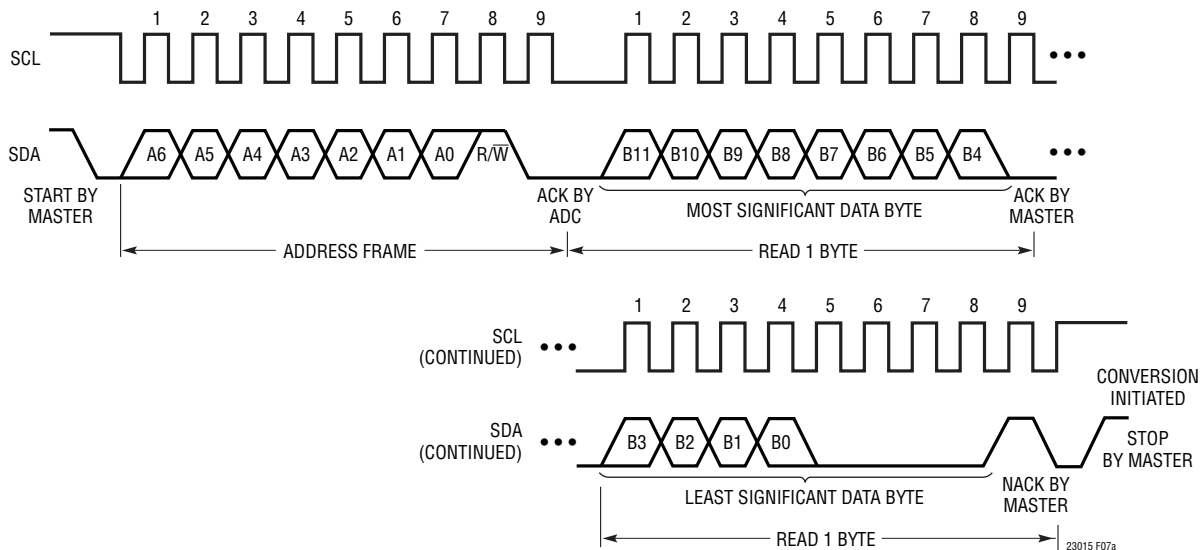 1 2 3 4 5 6 7 8 9 1 2 3 4 5 6 7 8 9
SCL
SDA
A6 A5 A4 A3 A2 A1 A0 R/W̅ B11 B10 B9 B8 B7 B6 B5 B4
START BY
MASTER
ACK BY
ADC
MOST SIGNIFICANT DATA BYTE
ACK BY
MASTER
ADDRESS FRAME
READ 1 BYTE
1 2 3 4 5 6 7 8 9
SCL
(CONTINUED)
CONVERSION
INITIATED
SDA
(CONTINUED)
B3 B2 B1 B0
STOP
BY MASTER
LEAST SIGNIFICANT DATA BYTE
NACK BY
MASTER
READ 1 BYTE
23015 F07a